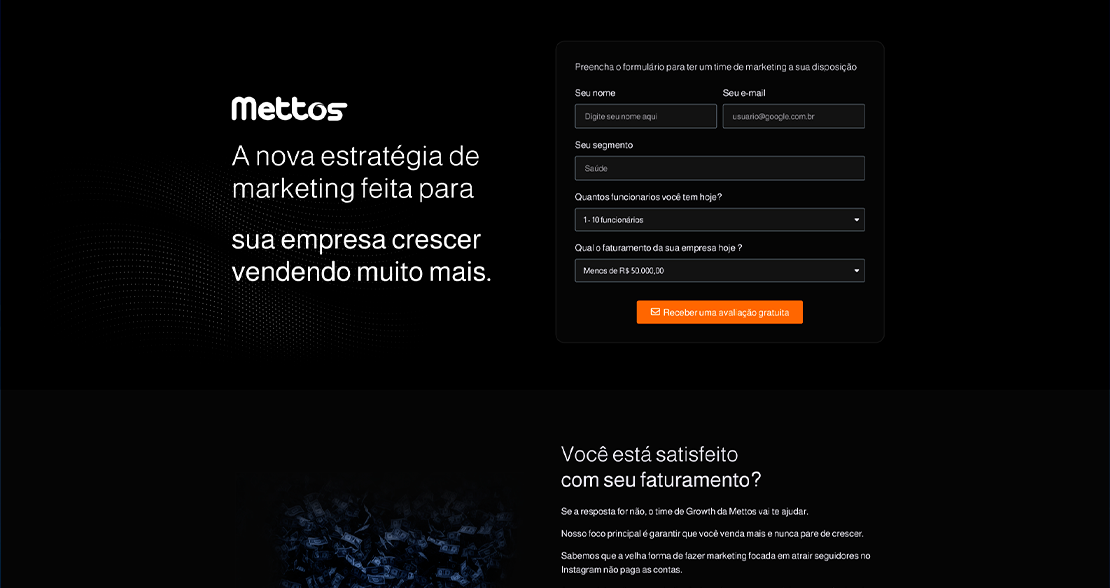 Mettos
A nova estratégia de
marketing feita para
sua empresa crescer
vendendo muito mais.
Preencha o formulário para ter um time de marketing a sua disposição
Seu nome
Seu e-mail
Digite seu nome aqui
usuario@google.com.br
Seu segmento
Saúde
Quantos funcionarios você tem hoje?
1 - 10 funcionários
Qual o faturamento da sua empresa hoje ?
Menos de R$ 50.000,00
Receber uma avaliação gratuita
Você está satisfeito
com seu faturamento?
Se a resposta for não, o time de Growth da Mettos vai te ajudar.
Nosso foco principal é garantir que você venda mais e nunca pare de crescer.
Sabemos que a velha forma de fazer marketing focada em atrair seguidores no
Instagram não paga as contas.